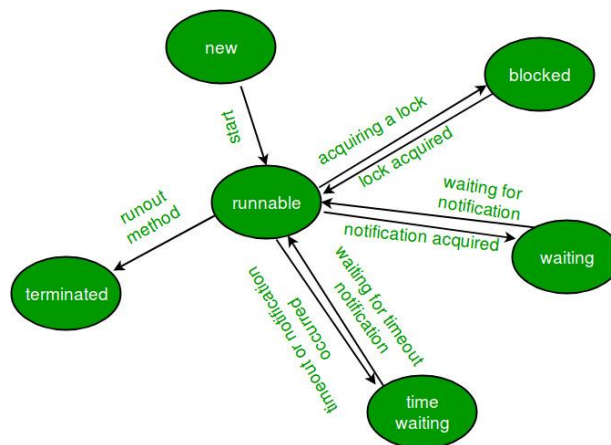 new
blocked
start
acquiring a lock
lock acquired
waiting for
notification
runnable
runout
method
notification acquired
waiting
terminated
waiting for timeout
notification
timeout or notification
occurred
time
waiting